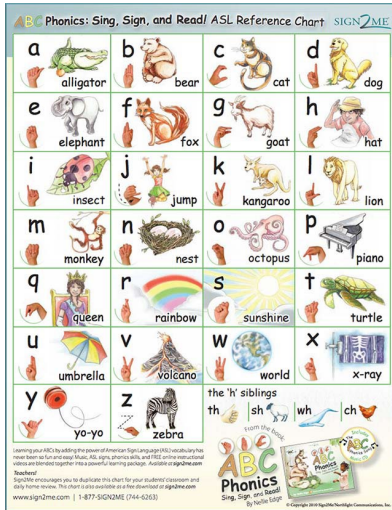 ABC Phonics: Sing, Sign, and Read! ASL Reference Chart SIGN2ME
a alligator
b bear
c cat
d dog
e elephant
f fox
g goat
h hat
i insect
j jump
k kangaroo
l lion
m monkey
n nest
o octopus
p piano
q queen
r rainbow
s sunshine
t turtle
u umbrella
v volcano
w world
x x-ray
y yo-yo
z zebra
the 'h' siblings
th sh wh ch
Learning your ABCs by adding the power of American Sign Language (ASL) vocabulary has
never been so fun and easy! Music, ASL signs, phonics skills, and FREE online instructional
videos are blended together into a powerful learning package. Available at sign2me.com
Teachers!
Sign2Me encourages you to duplicate this chart for your students' classroom and
daily home review. This chart is also available as a free download at sign2me.com
www.sign2me.com | 1-877-SIGN2ME (744-6263)
From the book:
ABC
Phonics
Sing, Sign, and Read!
By Nellie Edge
ABC
Phonics
© Copyright 2010 Sign2Me/Northlight Communications, Inc.